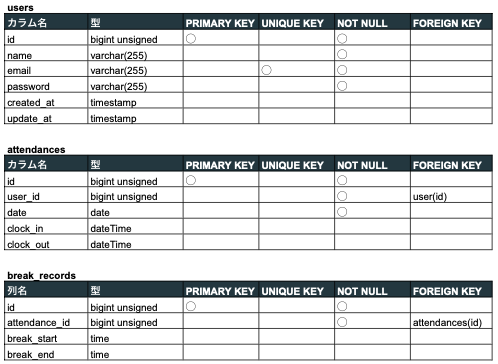 users
カラム名 型 PRIMARY KEY UNIQUE KEY NOT NULL FOREIGN KEY
id bigint unsigned ○ ○
name varchar(255) ○
email varchar(255) ○ ○
password varchar(255) ○
created_at timestamp
update_at timestamp
attendances
カラム名 型 PRIMARY KEY UNIQUE KEY NOT NULL FOREIGN KEY
id bigint unsigned ○ ○
user_id bigint unsigned ○ user(id)
date date ○
clock_in dateTime
clock_out dateTime
break_records
列名 型 PRIMARY KEY UNIQUE KEY NOT NULL FOREIGN KEY
id bigint unsigned ○ ○
attendance_id bigint unsigned ○ attendances(id)
break_start time
break_end time